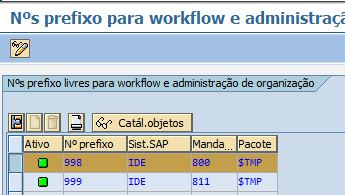 Nºs prefixo para workflow e administraç
Nºs prefixo livres para workflow e administração de organização
Catál.objetos
Ativo Nº prefixo Sist.SAP Manda... Pacote
998 IDE 800 $TMP
999 IDE 811 $TMP